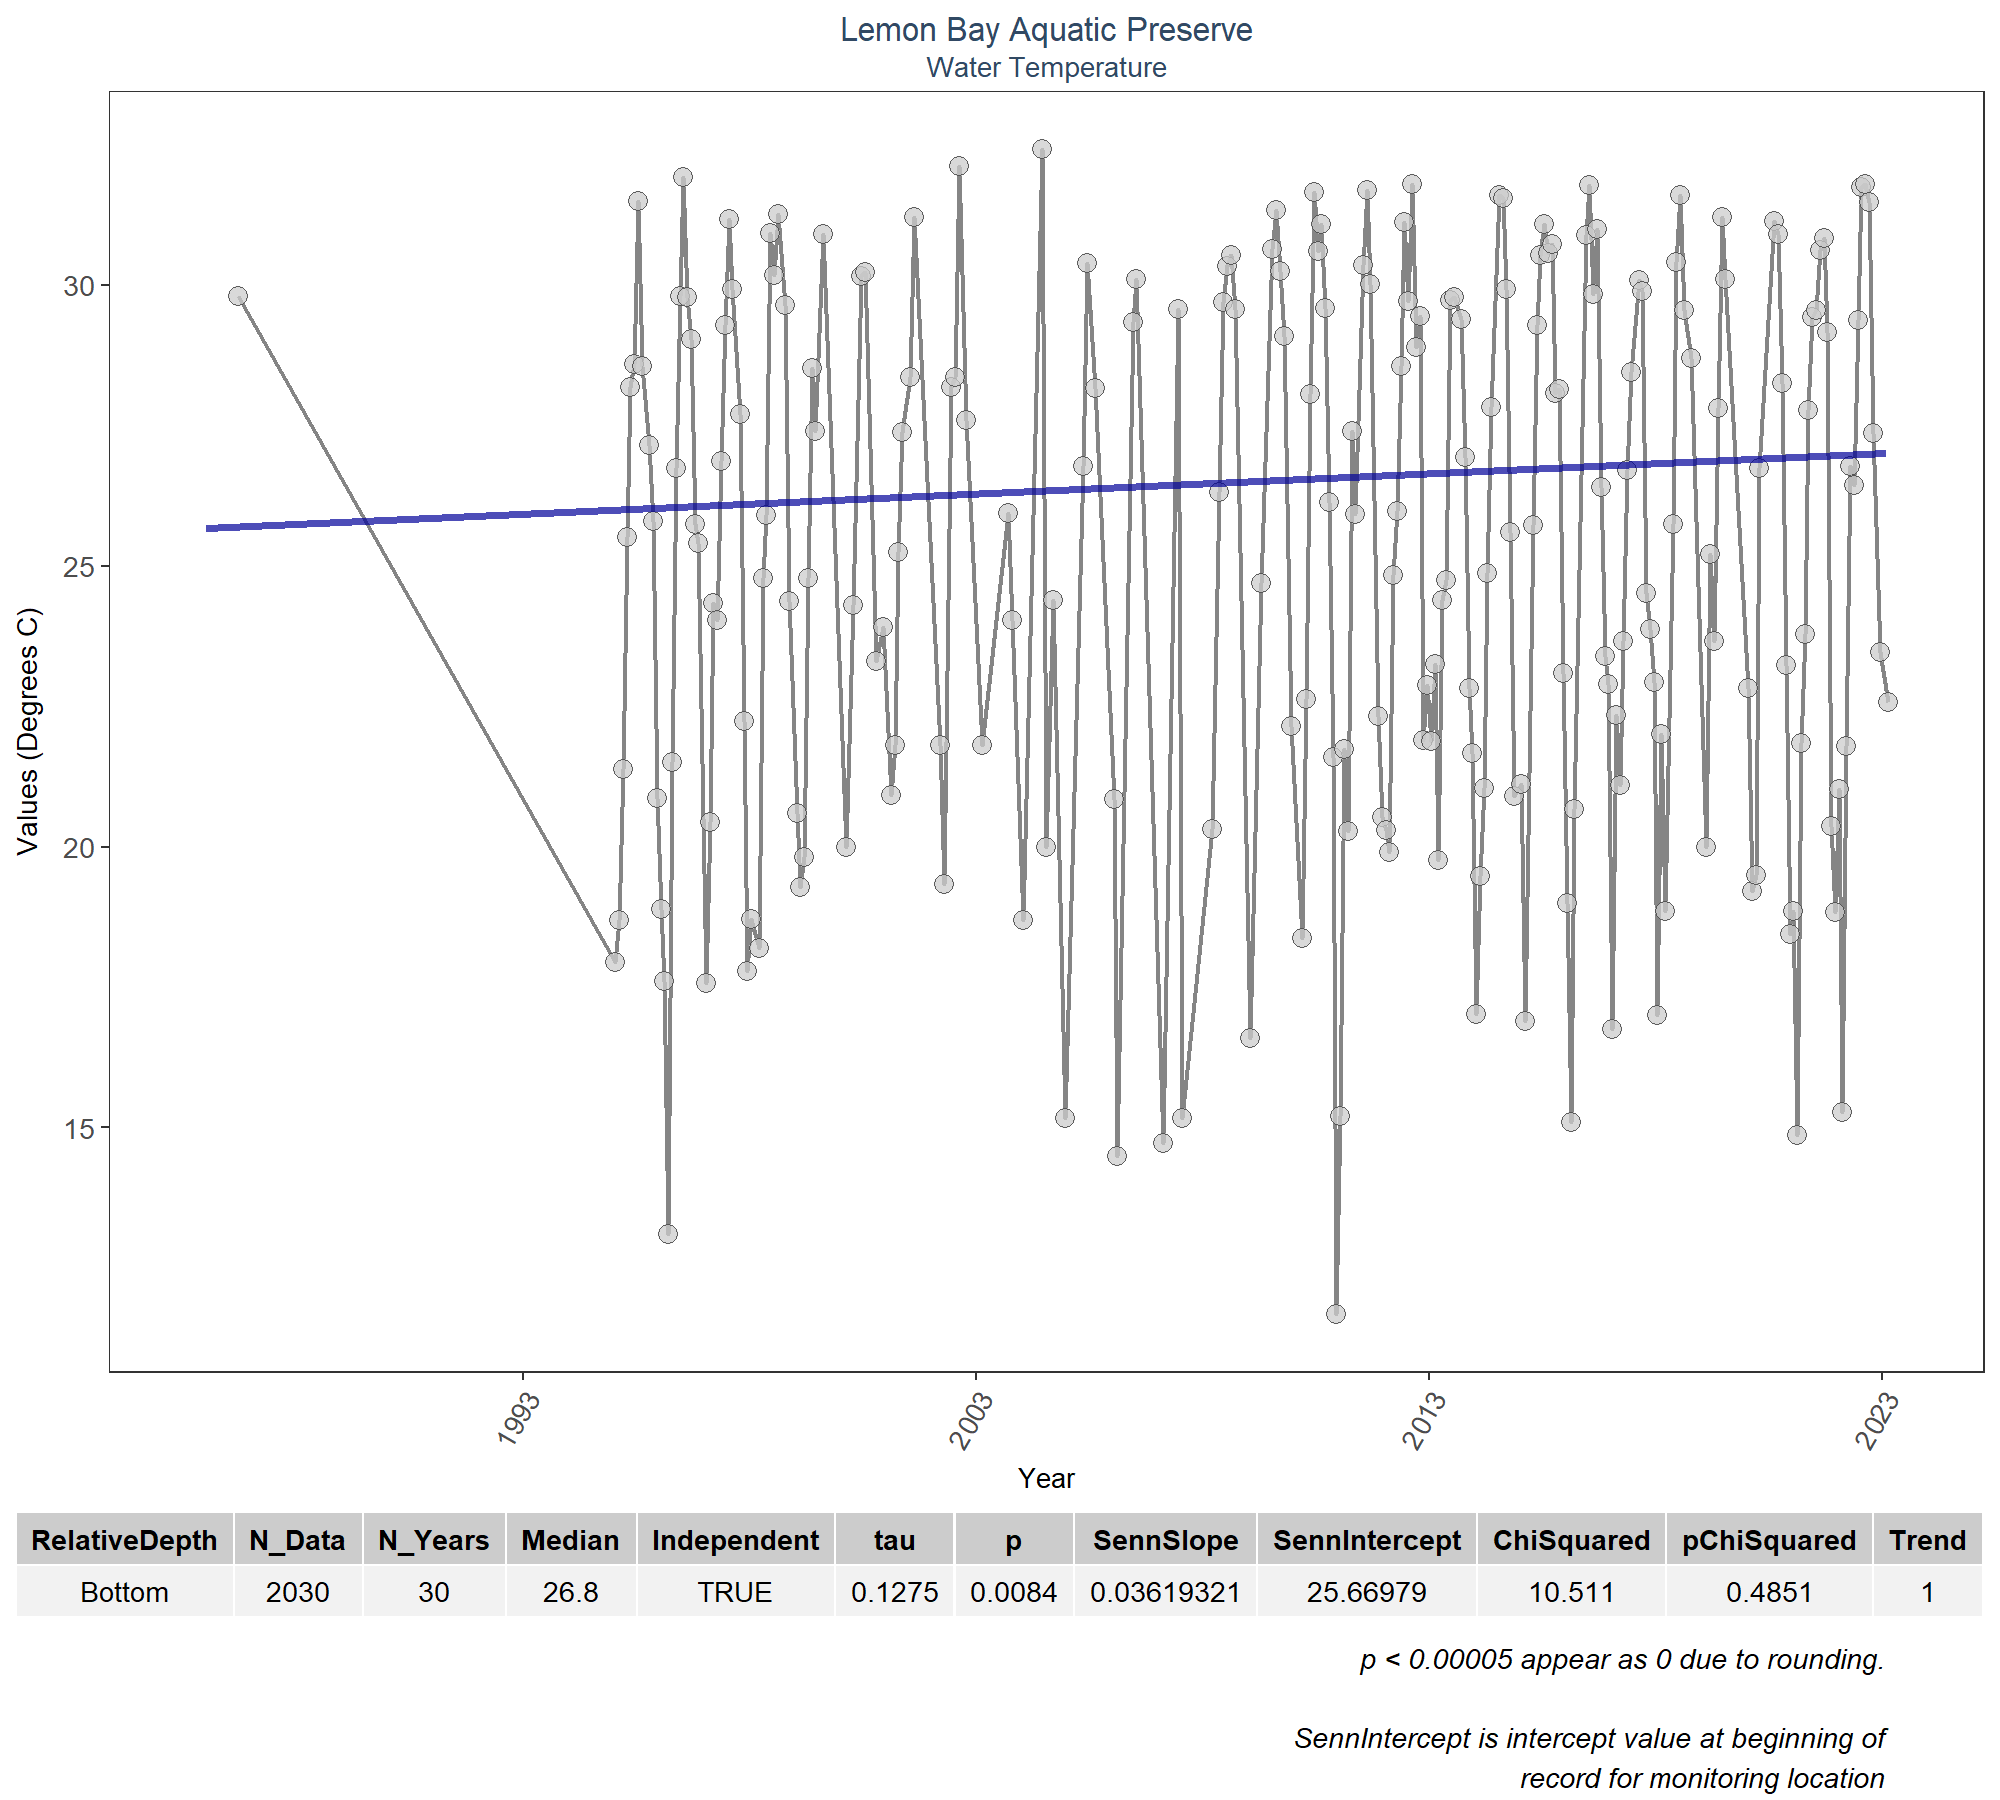 Lemon Bay Aquatic Preserve
Water Temperature
Values (Degrees C)
30
25
20
15
1993
2003
2013
2023
Year
RelativeDepth N_Data N_Years Median Independent tau p SennSlope SennIntercept ChiSquared pChiSquared Trend
Bottom 2030 30 26.8 TRUE 0.1275 0.0084 0.03619321 25.66979 10.511 0.4851 1
p < 0.00005 appear as 0 due to rounding.
SennIntercept is intercept value at beginning of
record for monitoring location